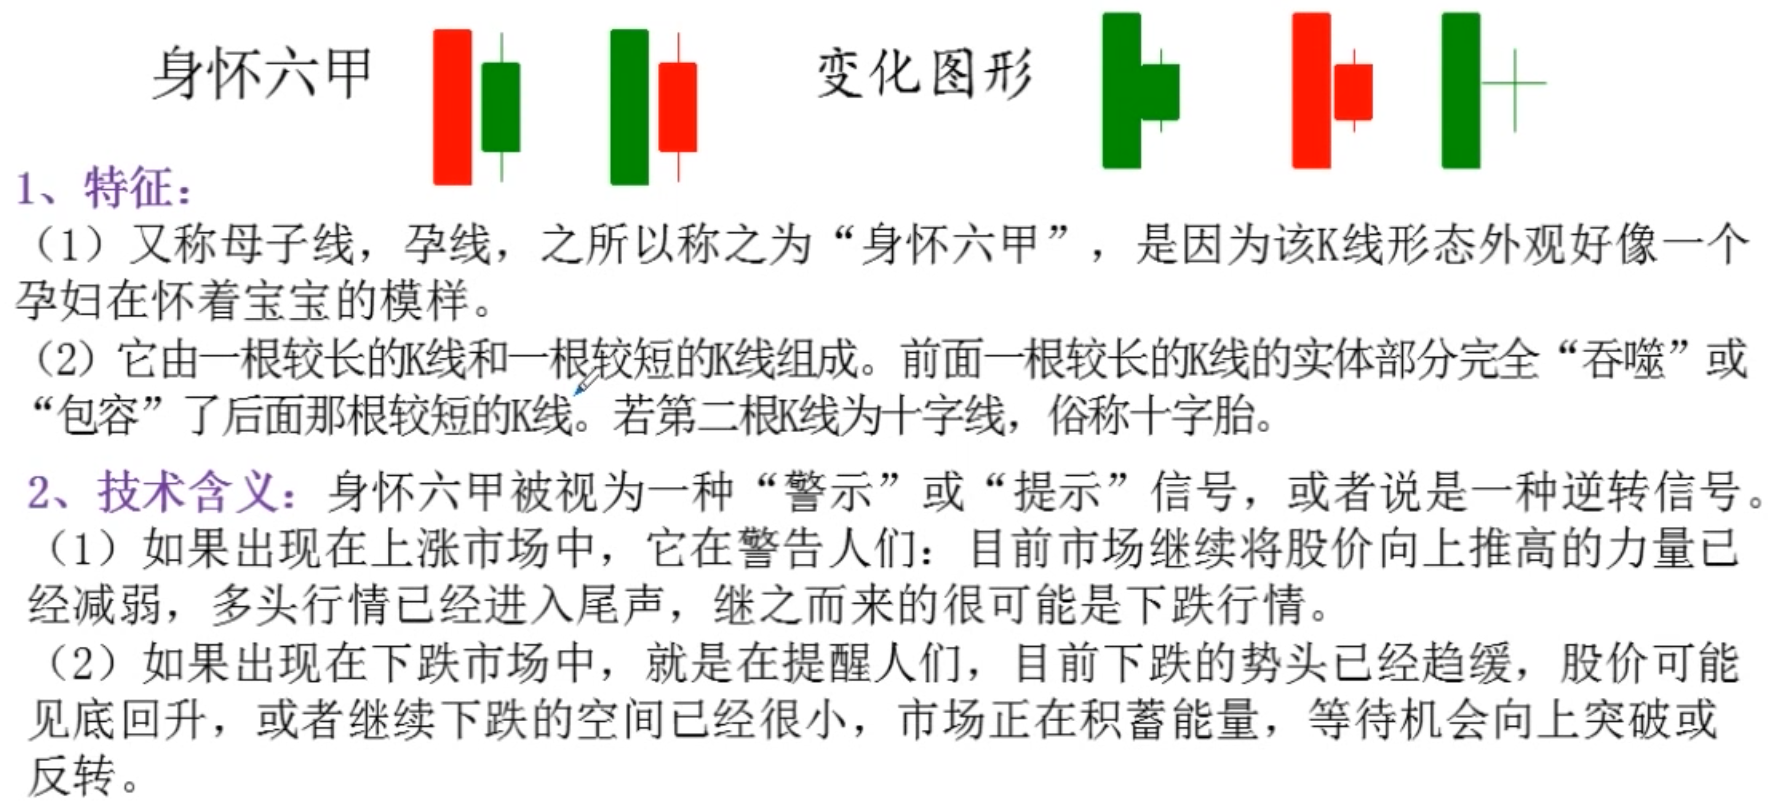 身怀六甲
变化图形
1、特征：
（1）又称母子线，孕线，之所以称之为“身怀六甲”，是因为该K线形态外观好像一个
孕妇在怀着宝宝的模样。
（2）它由一根较长的K线和一根较短的K线组成。前面一根较长的K线的实体部分完全“吞噬”或
“包容”了后面那根较短的K线。若第二根K线为十字线，俗称十字胎。
2、技术含义：身怀六甲被视为一种“警示”或“提示”信号，或者说是一种逆转信号。
（1）如果出现在上涨市场中，它在警告人们：目前市场继续将股价向上推高的力量已
经减弱，多头行情已经进入尾声，继之而来的很可能是下跌行情。
（2）如果出现在下跌市场中，就是在提醒人们，目前下跌的势头已经趋缓，股价可能
见底回升，或者继续下跌的空间已经很小，市场正在积蓄能量，等待机会向上突破或
反转。